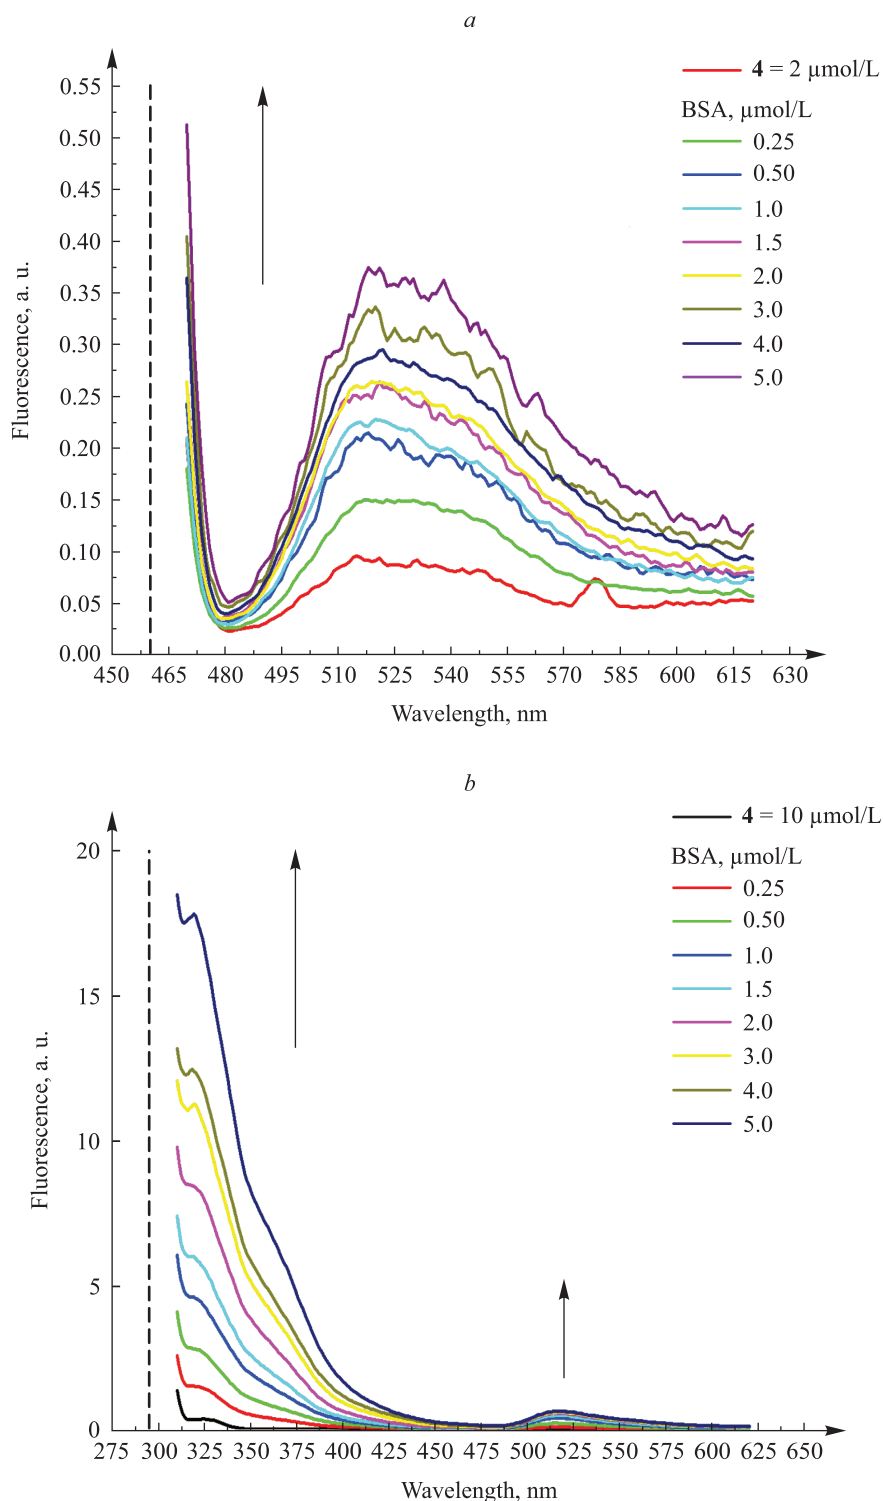 a
4 = 2 µmol/L
BSA, µmol/L
0.25
0.50
1.0
1.5
2.0
3.0
4.0
5.0
Fluorescence, a. u.
0.55
0.50
0.45
0.40
0.35
0.30
0.25
0.20
0.15
0.10
0.05
0.00
450 465 480 495 510 525 540 555 570 585 600 615 630
Wavelength, nm
b
4 = 10 µmol/L
BSA, µmol/L
0.25
0.50
1.0
1.5
2.0
3.0
4.0
5.0
Fluorescence, a. u.
20
15
10
5
0
275 300 325 350 375 400 425 450 475 500 525 550 575 600 625 650
Wavelength, nm